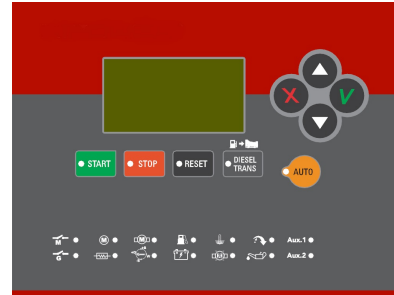 X V
START STOP RESET DIESEL
TRANS AUTO
M M M Aux.1
G Aux.2